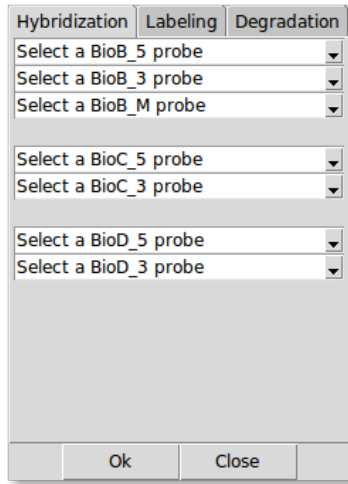 Hybridization Labeling Degradation
Select a BioB_5 probe
Select a BioB_3 probe
Select a BioB_M probe
Select a BioC_5 probe
Select a BioC_3 probe
Select a BioD_5 probe
Select a BioD_3 probe
Ok Close